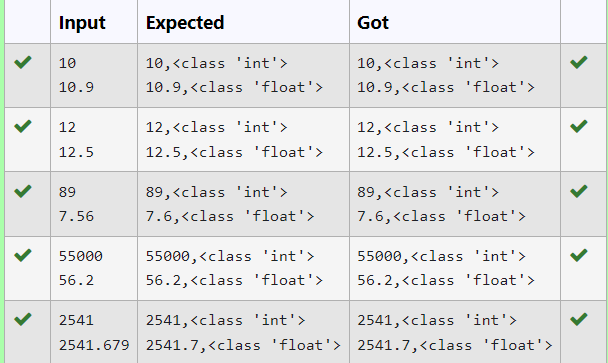 Input Expected Got
10 10,<class 'int'> 10,<class 'int'>
10.9 10.9,<class 'float'> 10.9,<class 'float'>
12 12,<class 'int'> 12,<class 'int'>
12.5 12.5,<class 'float'> 12.5,<class 'float'>
89 89,<class 'int'> 89,<class 'int'>
7.56 7.6,<class 'float'> 7.6,<class 'float'>
55000 55000,<class 'int'> 55000,<class 'int'>
56.2 56.2,<class 'float'> 56.2,<class 'float'>
2541 2541,<class 'int'> 2541,<class 'int'>
2541.679 2541.7,<class 'float'> 2541.7,<class 'float'>